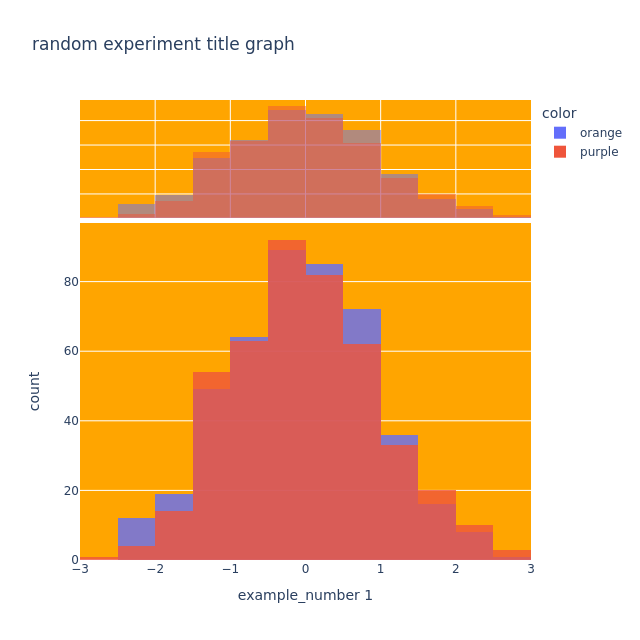 random experiment title graph
color
orange
purple
80
60
40
20
0
count
−3
−2
−1
0
1
2
3
example_number 1